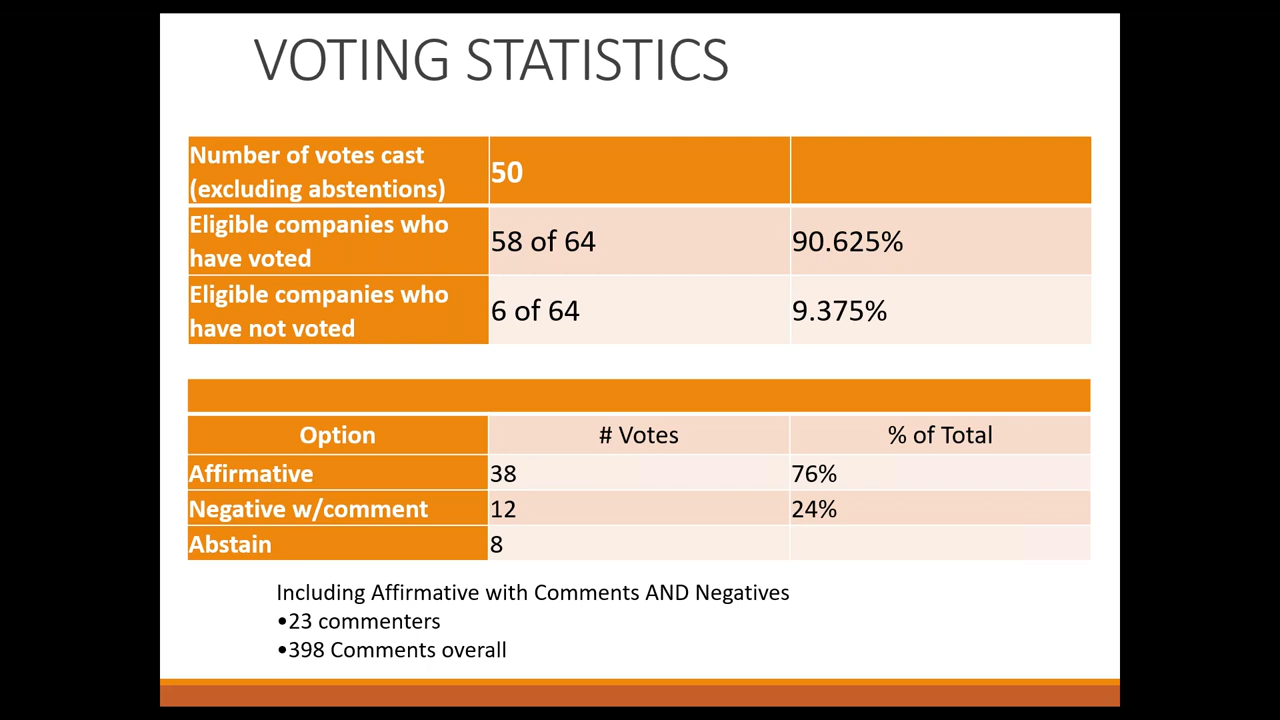 VOTING STATISTICS
Number of votes cast
(excluding abstentions)
50
Eligible companies who
have voted
58 of 64
90.625%
Eligible companies who
have not voted
6 of 64
9.375%
Option
# Votes
% of Total
Affirmative
38
76%
Negative w/comment
12
24%
Abstain
8
Including Affirmative with Comments AND Negatives
•23 commenters
•398 Comments overall